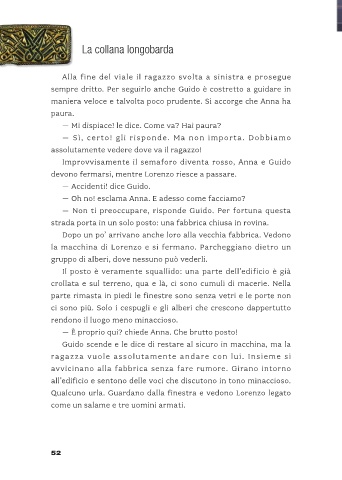 La collana longobarda
Alla fine del viale il ragazzo svolta a sinistra e prosegue
sempre dritto. Per seguirlo anche Guido è costretto a guidare in
maniera veloce e talvolta poco prudente. Si accorge che Anna ha
paura.
— Mi dispiace! le dice. Come va? Hai paura?
— Sì, certo! gli risponde. Ma non importa. Dobbiamo
assolutamente vedere dove va il ragazzo!
Improvvisamente il semaforo diventa rosso, Anna e Guido
devono fermarsi, mentre Lorenzo riesce a passare.
— Accidenti! dice Guido.
— Oh no! esclama Anna. E adesso come facciamo?
— Non ti preoccupare, risponde Guido. Per fortuna questa
strada porta in un solo posto: una fabbrica chiusa in rovina.
Dopo un po' arrivano anche loro alla vecchia fabbrica. Vedono
la macchina di Lorenzo e si fermano. Parcheggiano dietro un
gruppo di alberi, dove nessuno può vederli.
Il posto è veramente squallido: una parte dell'edificio è già
crollata e sul terreno, qua e là, ci sono cumuli di macerie. Nella
parte rimasta in piedi le finestre sono senza vetri e le porte non
ci sono più. Solo i cespugli e gli alberi che crescono dappertutto
rendono il luogo meno minaccioso.
— È proprio qui? chiede Anna. Che brutto posto!
Guido scende e le dice di restare al sicuro in macchina, ma la
ragazza vuole assolutamente andare con lui. Insieme si
avvicinano alla fabbrica senza fare rumore. Girano intorno
all'edificio e sentono delle voci che discutono in tono minaccioso.
Qualcuno urla. Guardano dalla finestra e vedono Lorenzo legato
come un salame e tre uomini armati.
52